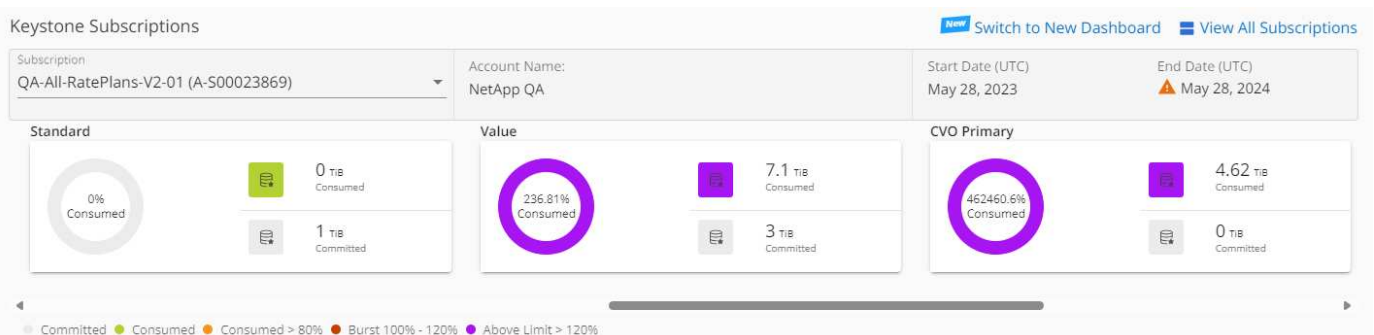 Keystone Subscriptions
New Switch to New Dashboard View All Subscriptions
Subscription
QA-All-RatePlans-V2-01 (A-S00023869)
Account Name:
NetApp QA
Start Date (UTC)
May 28, 2023
End Date (UTC)
May 28, 2024
Standard
0%
Consumed
0 TiB
Consumed
1 TiB
Committed
Value
236.81%
Consumed
7.1 TiB
Consumed
3 TiB
Committed
CVO Primary
462460.6%
Consumed
4.62 TiB
Consumed
0 TiB
Committed
Committed Consumed Consumed > 80% Burst 100% - 120% Above Limit > 120%